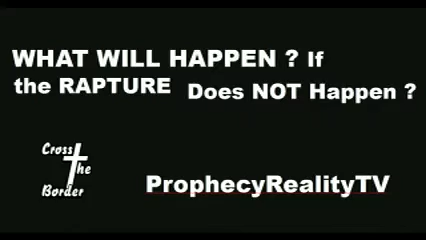 WHAT WILL HAPPEN ? If
the RAPTURE Does NOT Happen ?
Cross
the
Border
ProphecyRealityTV